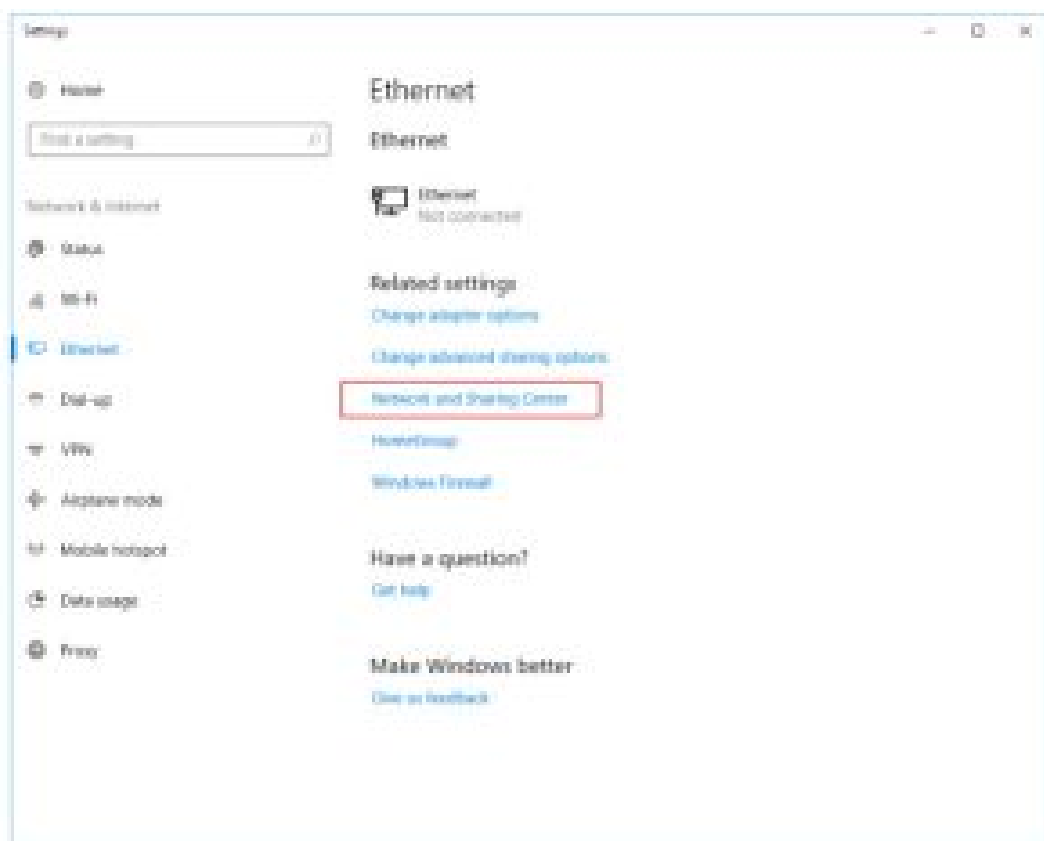 Settings
Home
Find a setting
Network & Internet
Status
Wi-Fi
Ethernet
Dial-up
VPN
Airplane mode
Mobile hotspot
Data usage
Proxy
Ethernet
Ethernet
Ethernet
Not connected
Related settings
Change adapter options
Change advanced sharing options
Network and Sharing Center
HomeGroup
Windows Firewall
Have a question?
Get help
Make Windows better
Give us feedback